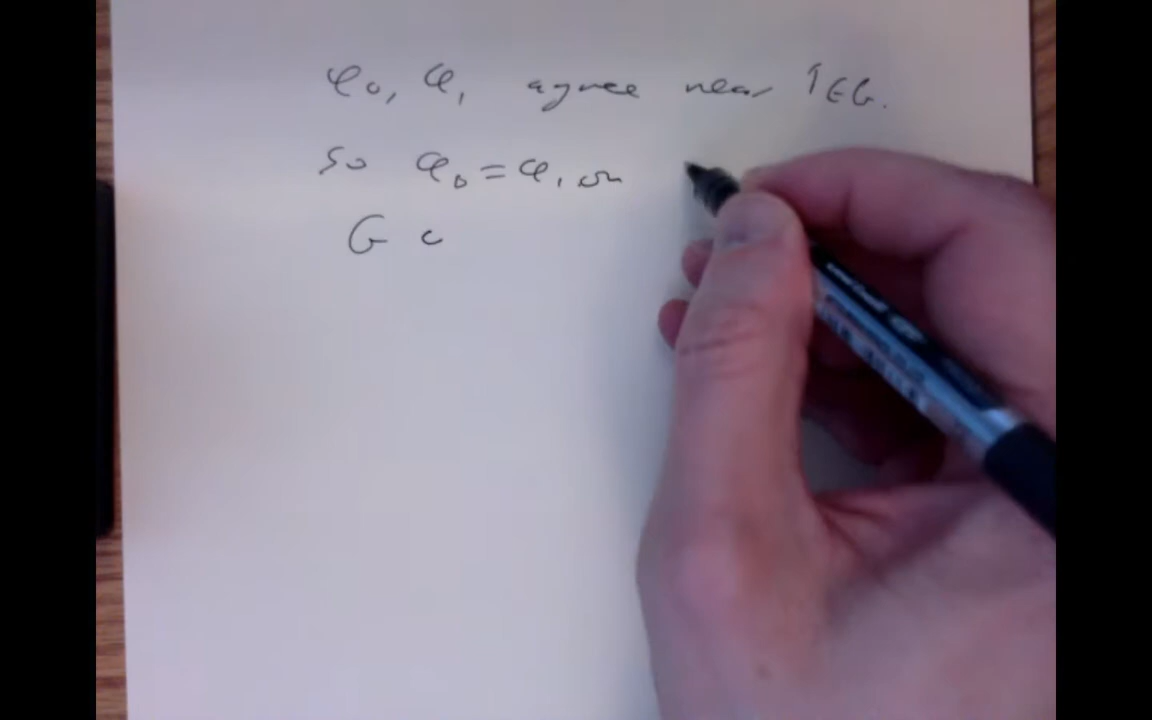 φ₀, φ₁ agree near 1∈G.
so φ₀ = φ₁ on
G c